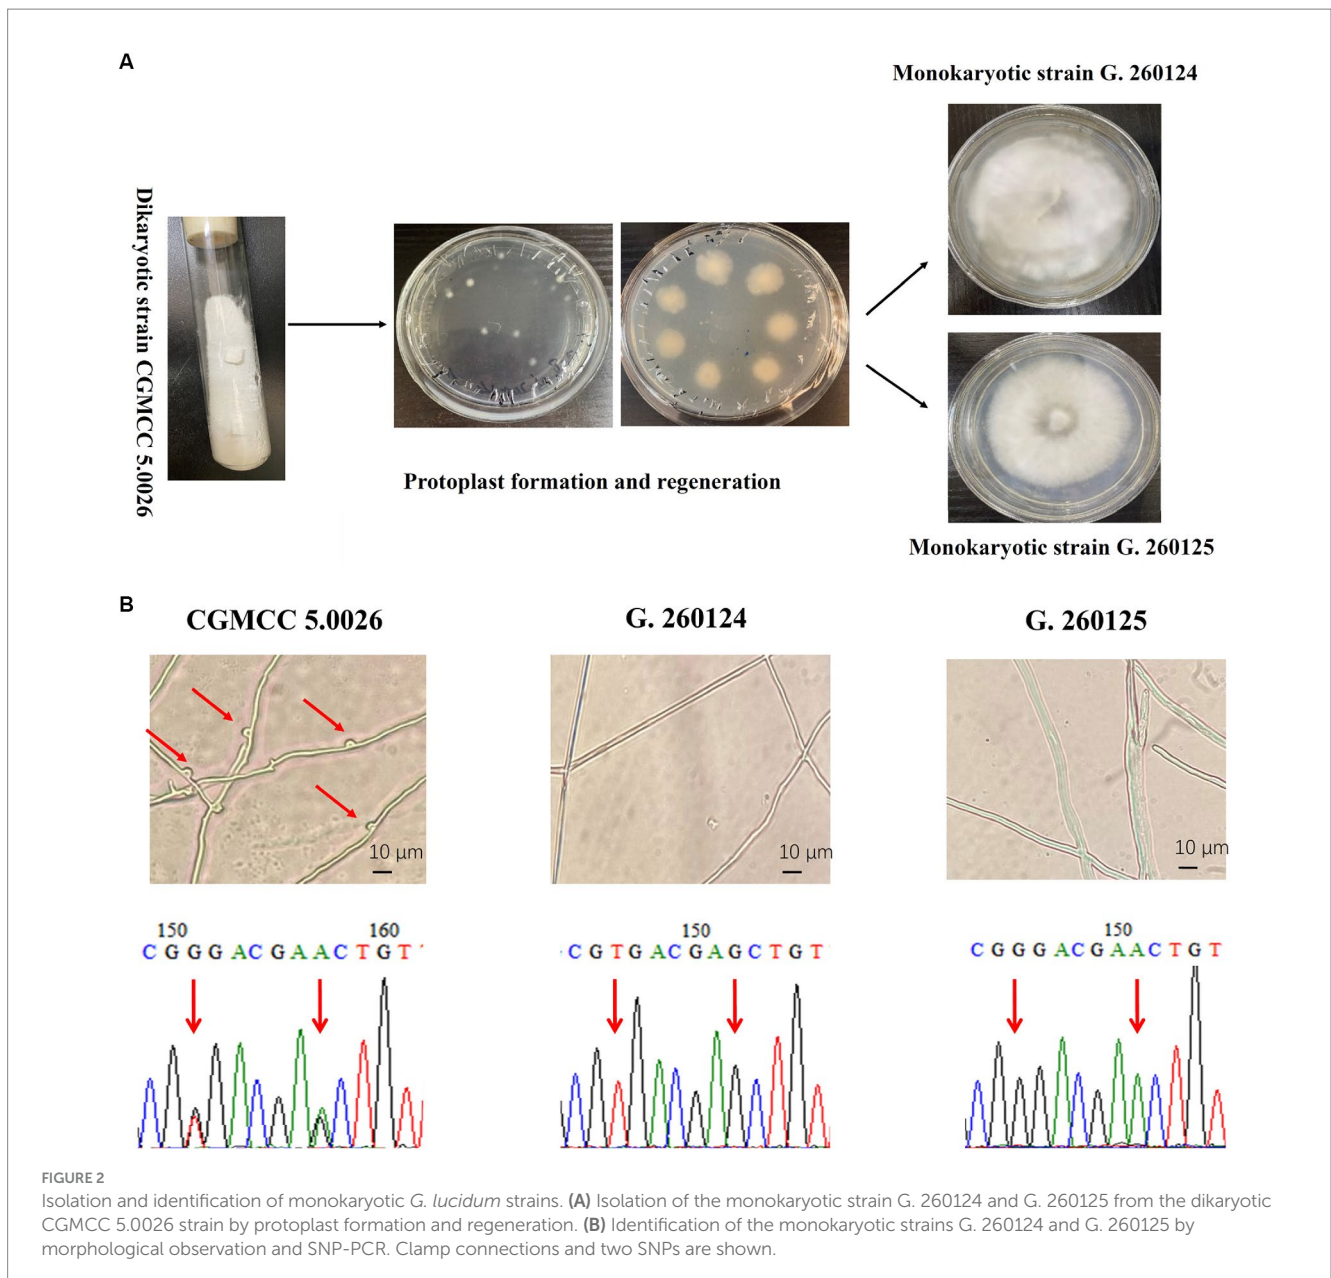 A
Monokaryotic strain G. 260124
Dikaryotic strain CGMCC 5.0026
Protoplast formation and regeneration
Monokaryotic strain G. 260125
B
CGMCC 5.0026
G. 260124
G. 260125
10 μm
10 μm
10 μm
150 160
C G G G A C G A A C T G T
150
C G T G A C G A G C T G T
150
C G G G A C G A A C T G T
FIGURE 2
Isolation and identification of monokaryotic G. lucidum strains. (A) Isolation of the monokaryotic strain G. 260124 and G. 260125 from the dikaryotic
CGMCC 5.0026 strain by protoplast formation and regeneration. (B) Identification of the monokaryotic strains G. 260124 and G. 260125 by
morphological observation and SNP-PCR. Clamp connections and two SNPs are shown.